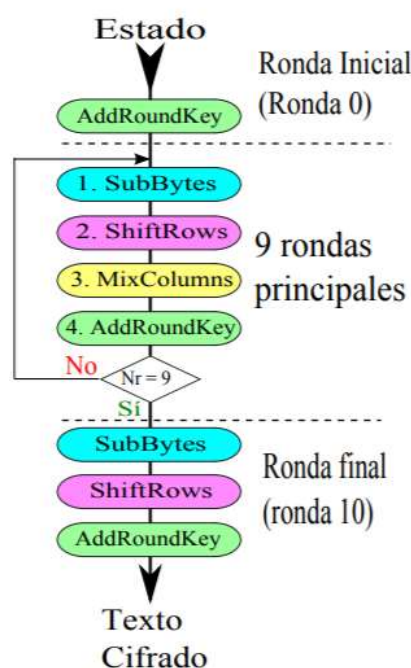 Estado
Ronda Inicial
(Ronda 0)
AddRoundKey
1. SubBytes
2. ShiftRows
9 rondas
principales
3. MixColumns
4. AddRoundKey
No
Nr = 9
Sí
SubBytes
ShiftRows
Ronda final
(ronda 10)
AddRoundKey
Texto
Cifrado